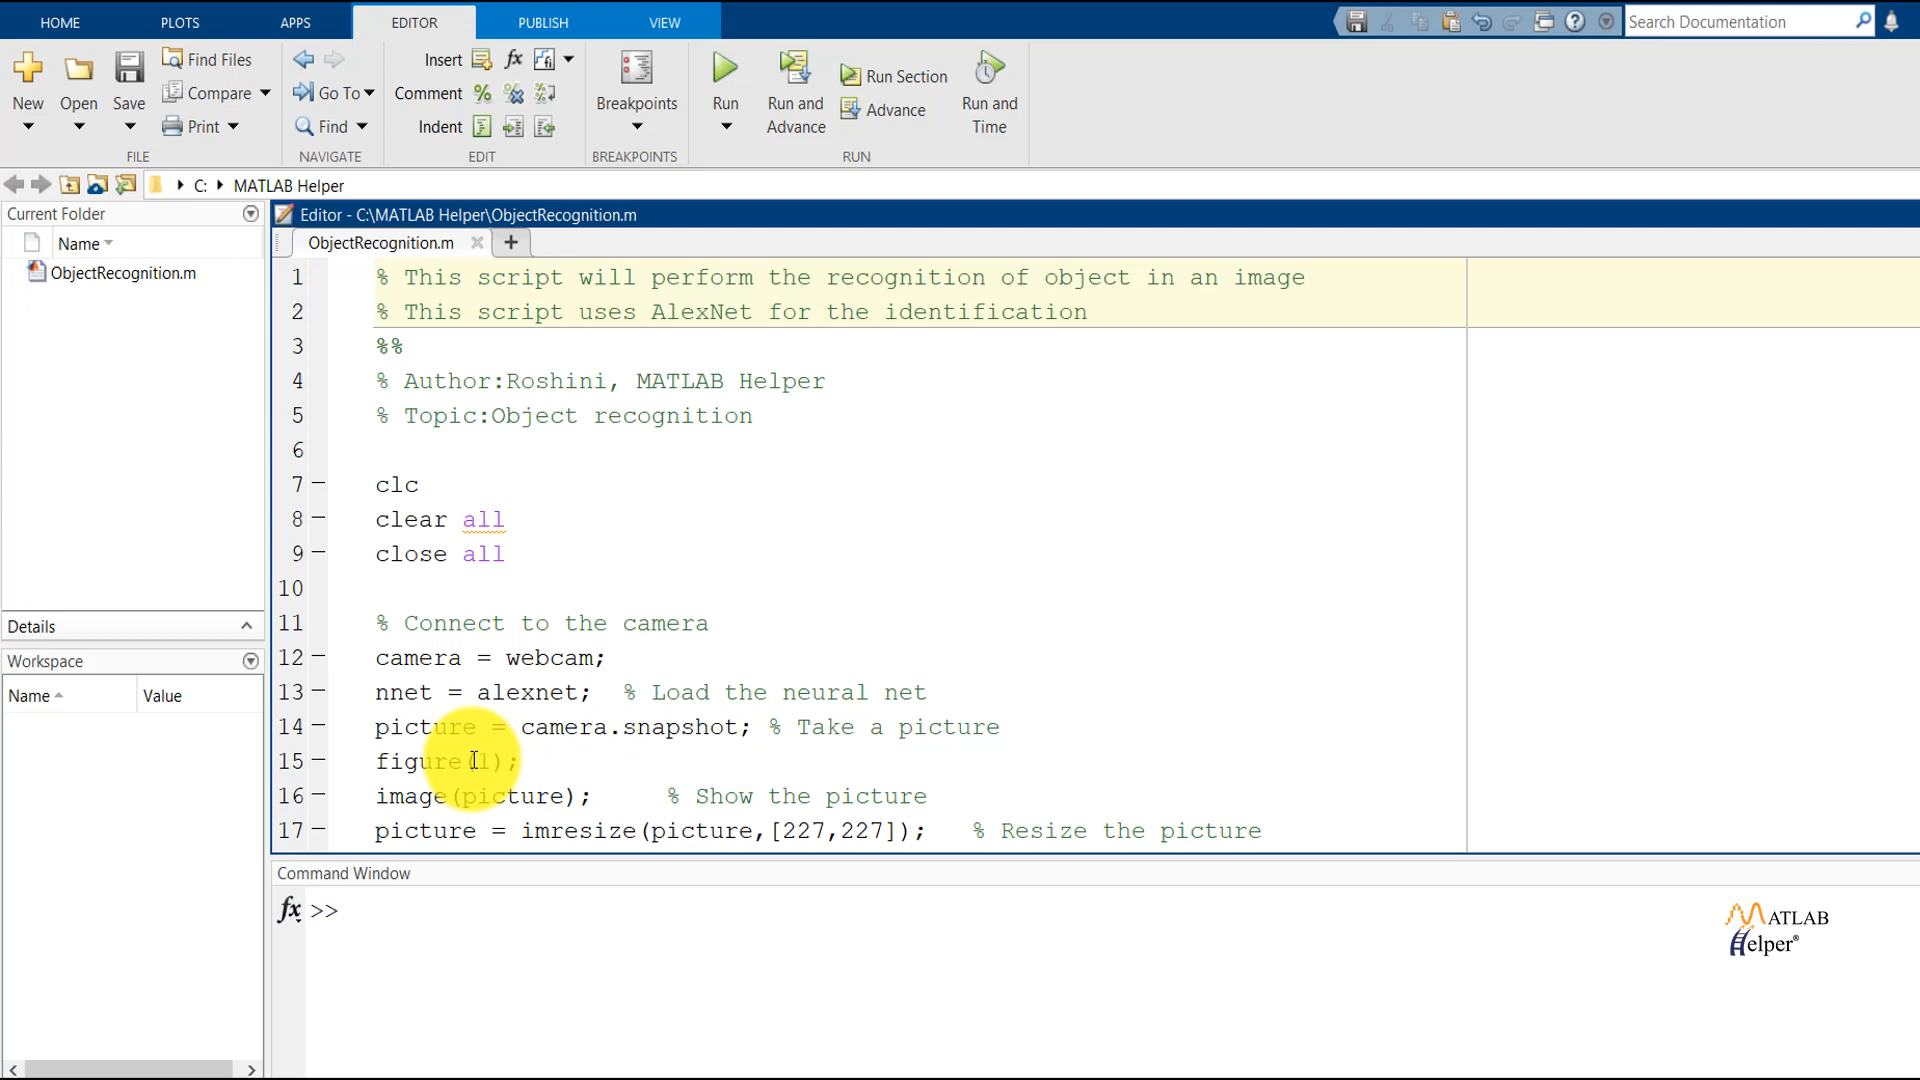 HOME PLOTS APPS EDITOR PUBLISH VIEW Search Documentation
New Open Save Find Files Compare Print
FILE
Go To Find
NAVIGATE
Insert fx
Comment
Indent
EDIT
Breakpoints
BREAKPOINTS
Run Run and Advance Run Section Advance Run and Time
RUN
C: MATLAB Helper
Current Folder
Name
ObjectRecognition.m
Details
Workspace
Name Value
Editor - C:\MATLAB Helper\ObjectRecognition.m
ObjectRecognition.m
1 % This script will perform the recognition of object in an image
2 % This script uses AlexNet for the identification
3 %%
4 % Author:Roshini, MATLAB Helper
5 % Topic:Object recognition
6
7 clc
8 clear all
9 close all
10
11 % Connect to the camera
12 camera = webcam;
13 nnet = alexnet; % Load the neural net
14 picture = camera.snapshot; % Take a picture
15 figure(1);
16 image(picture); % Show the picture
17 picture = imresize(picture,[227,227]); % Resize the picture
Command Window
fx >>
MATLAB
Helper®